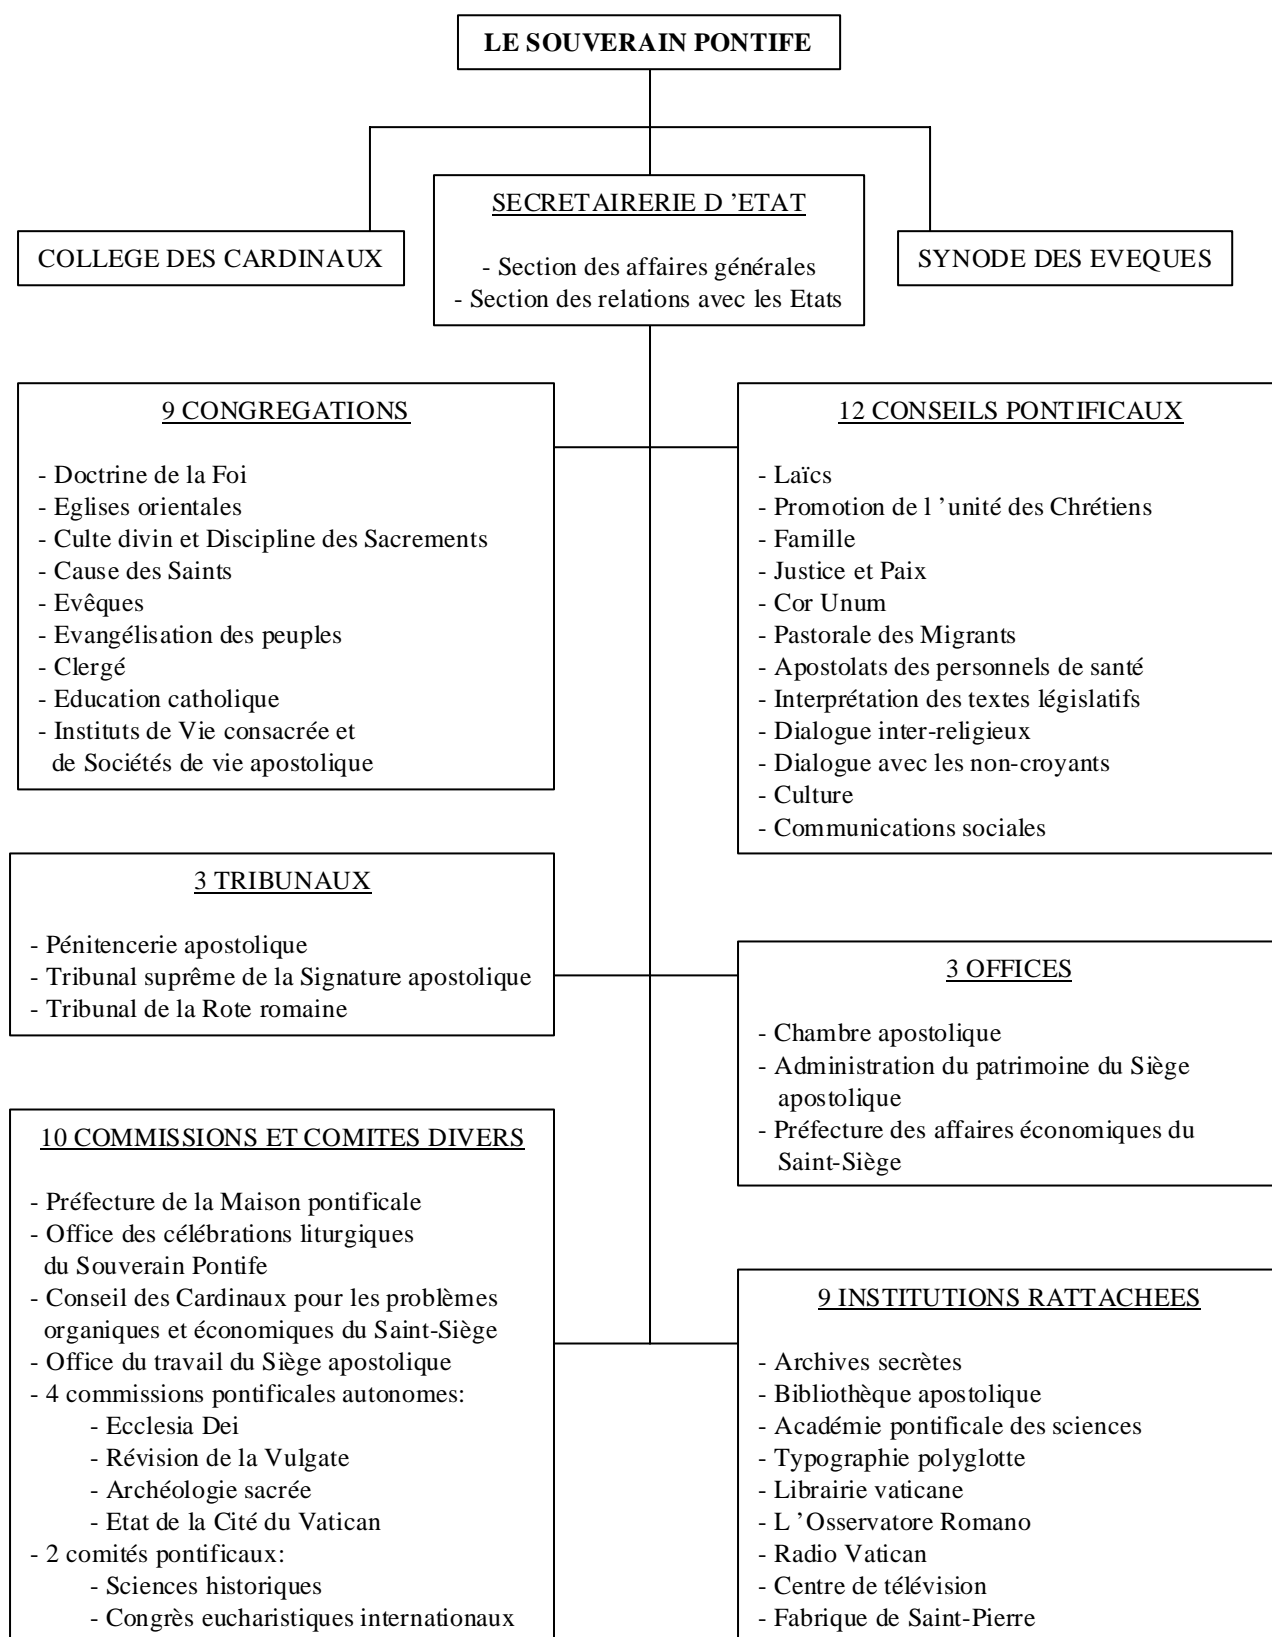 LE SOUVERAIN PONTIFE
COLLEGE DES CARDINAUX
SECRETAIRERIE D ’ETAT
- Section des affaires générales
- Section des relations avec les Etats
SYNODE DES EVEQUES
9 CONGREGATIONS
- Doctrine de la Foi
- Eglises orientales
- Culte divin et Discipline des Sacrements
- Cause des Saints
- Evêques
- Evangélisation des peuples
- Clergé
- Education catholique
- Instituts de Vie consacrée et
de Sociétés de vie apostolique
12 CONSEILS PONTIFICAUX
- Laïcs
- Promotion de l ’unité des Chrétiens
- Famille
- Justice et Paix
- Cor Unum
- Pastorale des Migrants
- Apostolats des personnels de santé
- Interprétation des textes législatifs
- Dialogue inter-religieux
- Dialogue avec les non-croyants
- Culture
- Communications sociales
3 TRIBUNAUX
- Pénitencerie apostolique
- Tribunal suprême de la Signature apostolique
- Tribunal de la Rote romaine
3 OFFICES
- Chambre apostolique
- Administration du patrimoine du Siège
apostolique
- Préfecture des affaires économiques du
Saint-Siège
10 COMMISSIONS ET COMITES DIVERS
- Préfecture de la Maison pontificale
- Office des célébrations liturgiques
du Souverain Pontife
- Conseil des Cardinaux pour les problèmes
organiques et économiques du Saint-Siège
- Office du travail du Siège apostolique
- 4 commissions pontificales autonomes:
- Ecclesia Dei
- Révision de la Vulgate
- Archéologie sacrée
- Etat de la Cité du Vatican
- 2 comités pontificaux:
- Sciences historiques
- Congrès eucharistiques internationaux
9 INSTITUTIONS RATTACHEES
- Archives secrètes
- Bibliothèque apostolique
- Académie pontificale des sciences
- Typographie polyglotte
- Librairie vaticane
- L ’Osservatore Romano
- Radio Vatican
- Centre de télévision
- Fabrique de Saint-Pierre